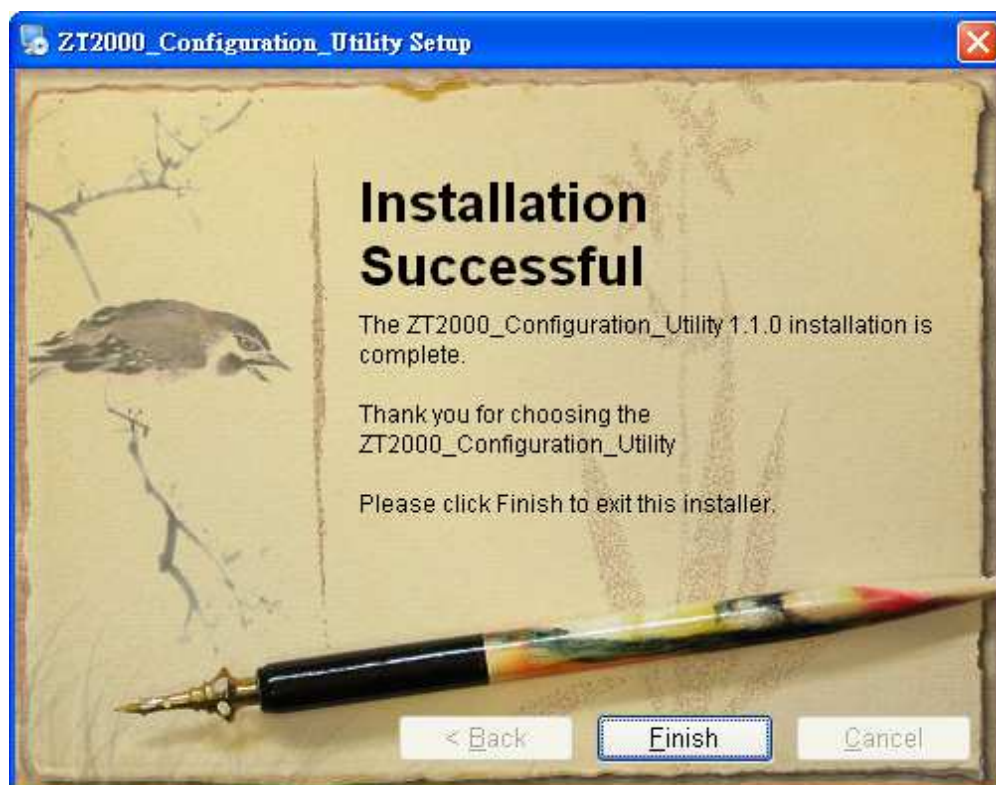 ZT2000_Configuration_Utility Setup
Installation
Successful
The ZT2000_Configuration_Utility 1.1.0 installation is
complete.
Thank you for choosing the
ZT2000_Configuration_Utility
Please click Finish to exit this installer.
< Back
Finish
Cancel